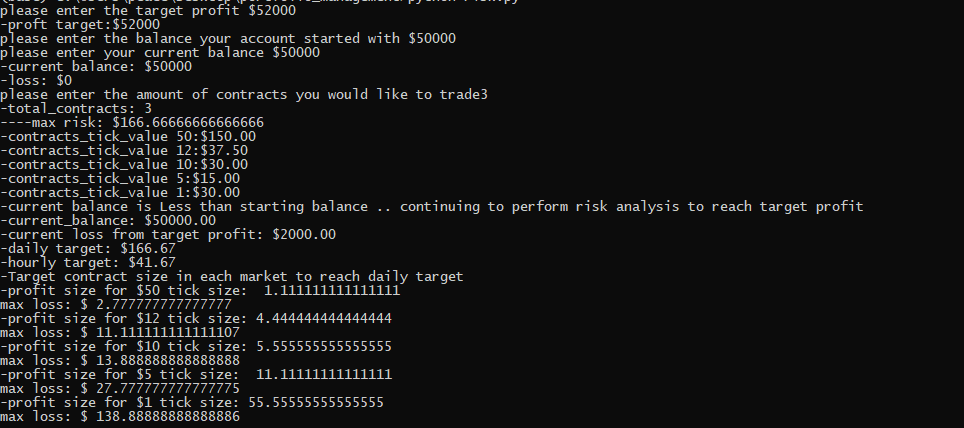 please enter the target profit $52000
-proft target:$52000
please enter the balance your account started with $50000
please enter your current balance $50000
-current balance: $50000
-loss: $0
please enter the amount of contracts you would like to trade3
-total_contracts: 3
----max risk: $166.66666666666666
-contracts_tick_value 50:$150.00
-contracts_tick_value 12:$37.50
-contracts_tick_value 10:$30.00
-contracts_tick_value 5:$15.00
-contracts_tick_value 1:$30.00
-current balance is Less than starting balance .. continuing to perform risk analysis to reach target profit
-current_balance: $50000.00
-current loss from target profit: $2000.00
-daily target: $166.67
-hourly target: $41.67
-Target contract size in each market to reach daily target
-profit size for $50 tick size:  1.111111111111111
max loss: $ 2.777777777777777
-profit size for $12 tick size: 4.444444444444444
max loss: $ 11.111111111111107
-profit size for $10 tick size: 5.555555555555555
max loss: $ 13.888888888888888
-profit size for $5 tick size:  11.11111111111111
max loss: $ 27.777777777777775
-profit size for $1 tick size: 55.55555555555555
max loss: $ 138.88888888888886